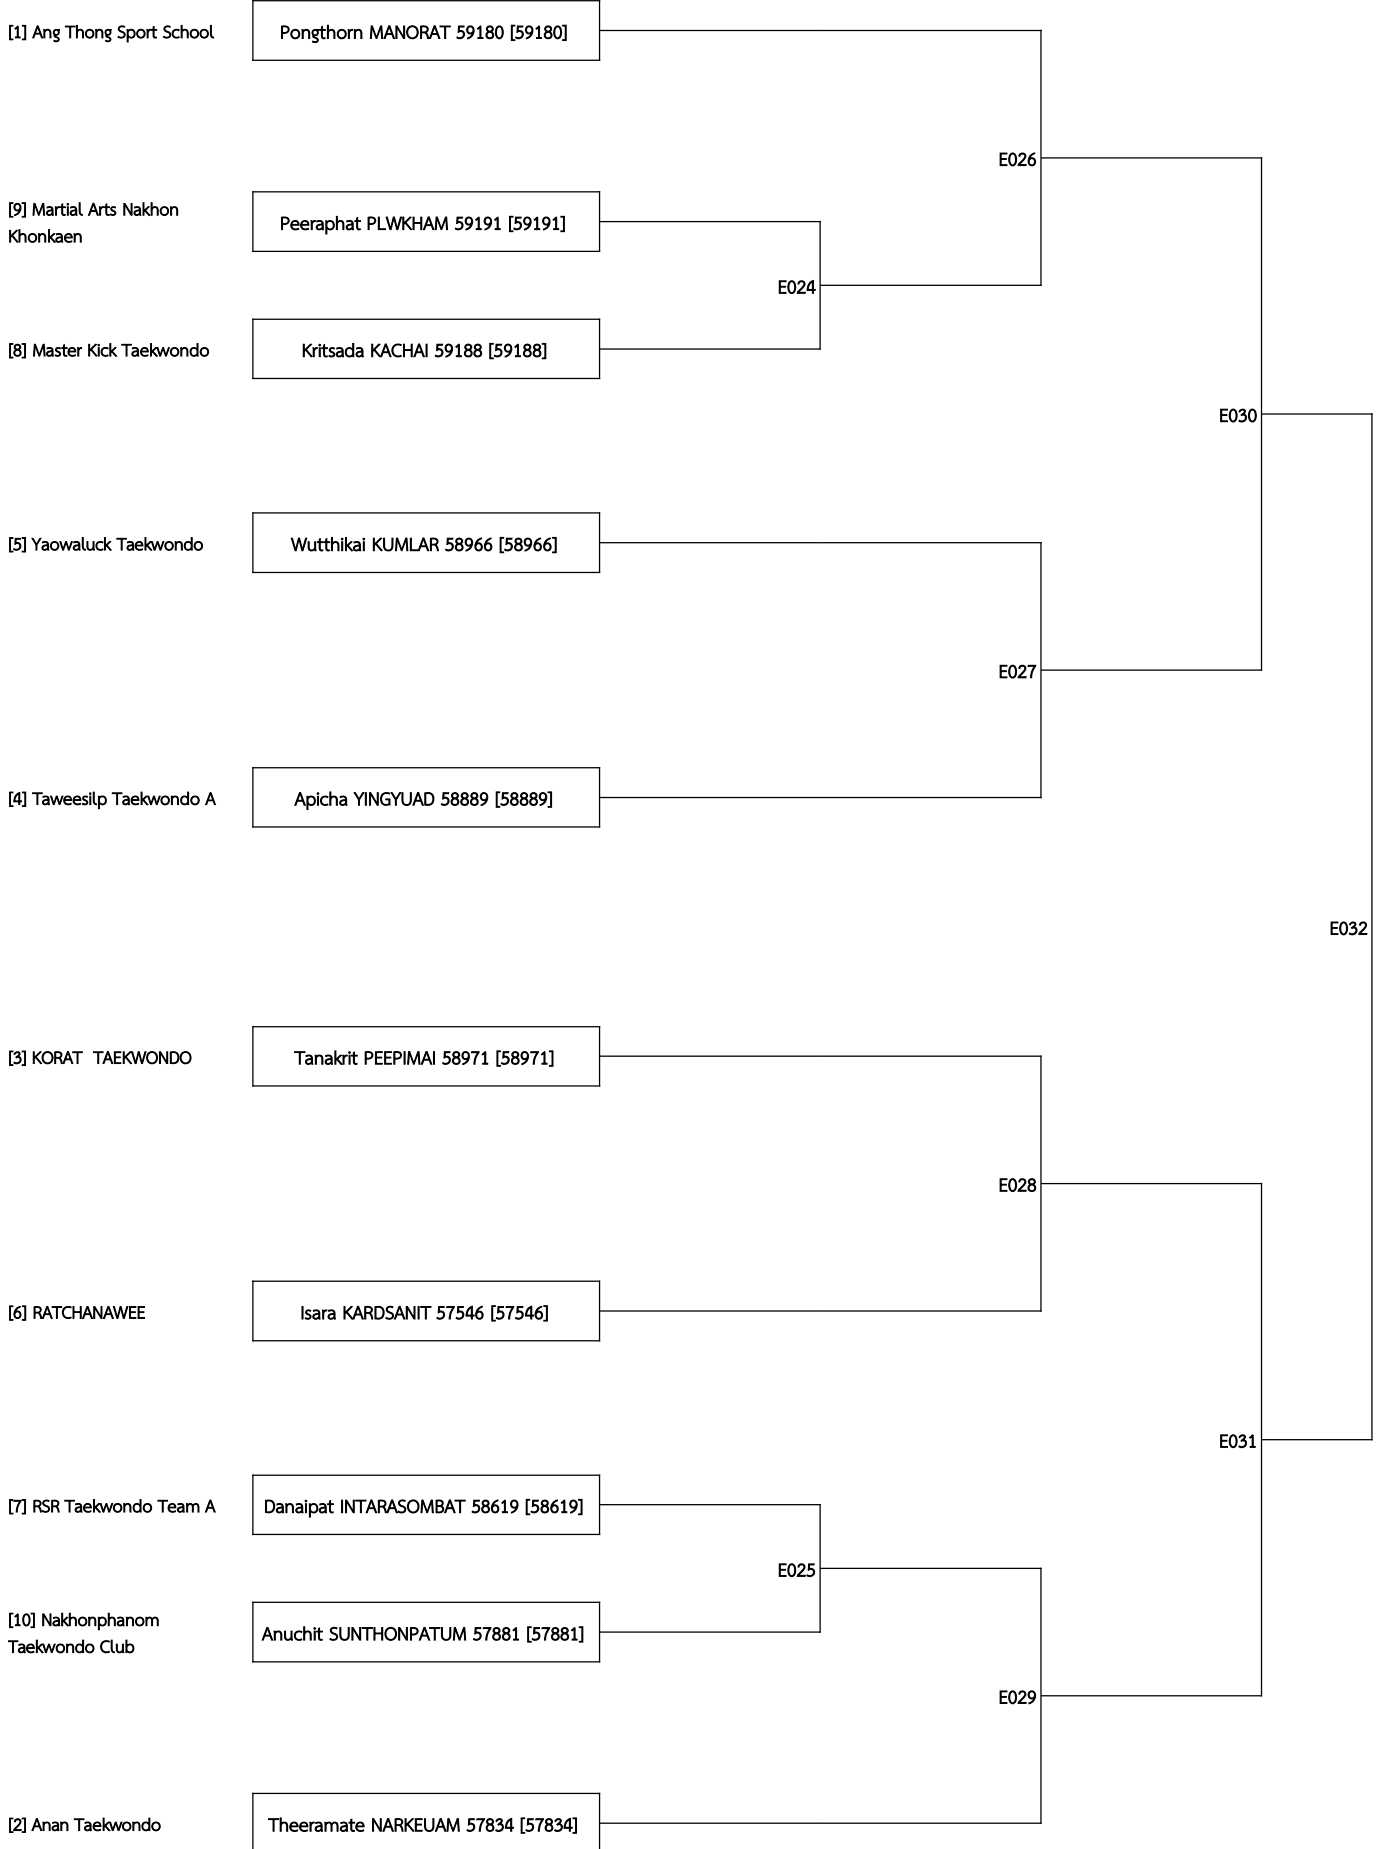 [1] Ang Thong Sport School
Pongthorn MANORAT 59180 [59180]
E026
[9] Martial Arts Nakhon
Khonkaen
Peeraphat PLWKHAM 59191 [59191]
E024
[8] Master Kick Taekwondo
Kritsada KACHAI 59188 [59188]
E030
[5] Yaowaluck Taekwondo
Wutthikai KUMLAR 58966 [58966]
E027
[4] Taweesilp Taekwondo A
Apicha YINGYUAD 58889 [58889]
E032
[3] KORAT  TAEKWONDO
Tanakrit PEEPIMAI 58971 [58971]
E028
[6] RATCHANAWEE
Isara KARDSANIT 57546 [57546]
E031
[7] RSR Taekwondo Team A
Danaipat INTARASOMBAT 58619 [58619]
E025
[10] Nakhonphanom
Taekwondo Club
Anuchit SUNTHONPATUM 57881 [57881]
E029
[2] Anan Taekwondo
Theeramate NARKEUAM 57834 [57834]